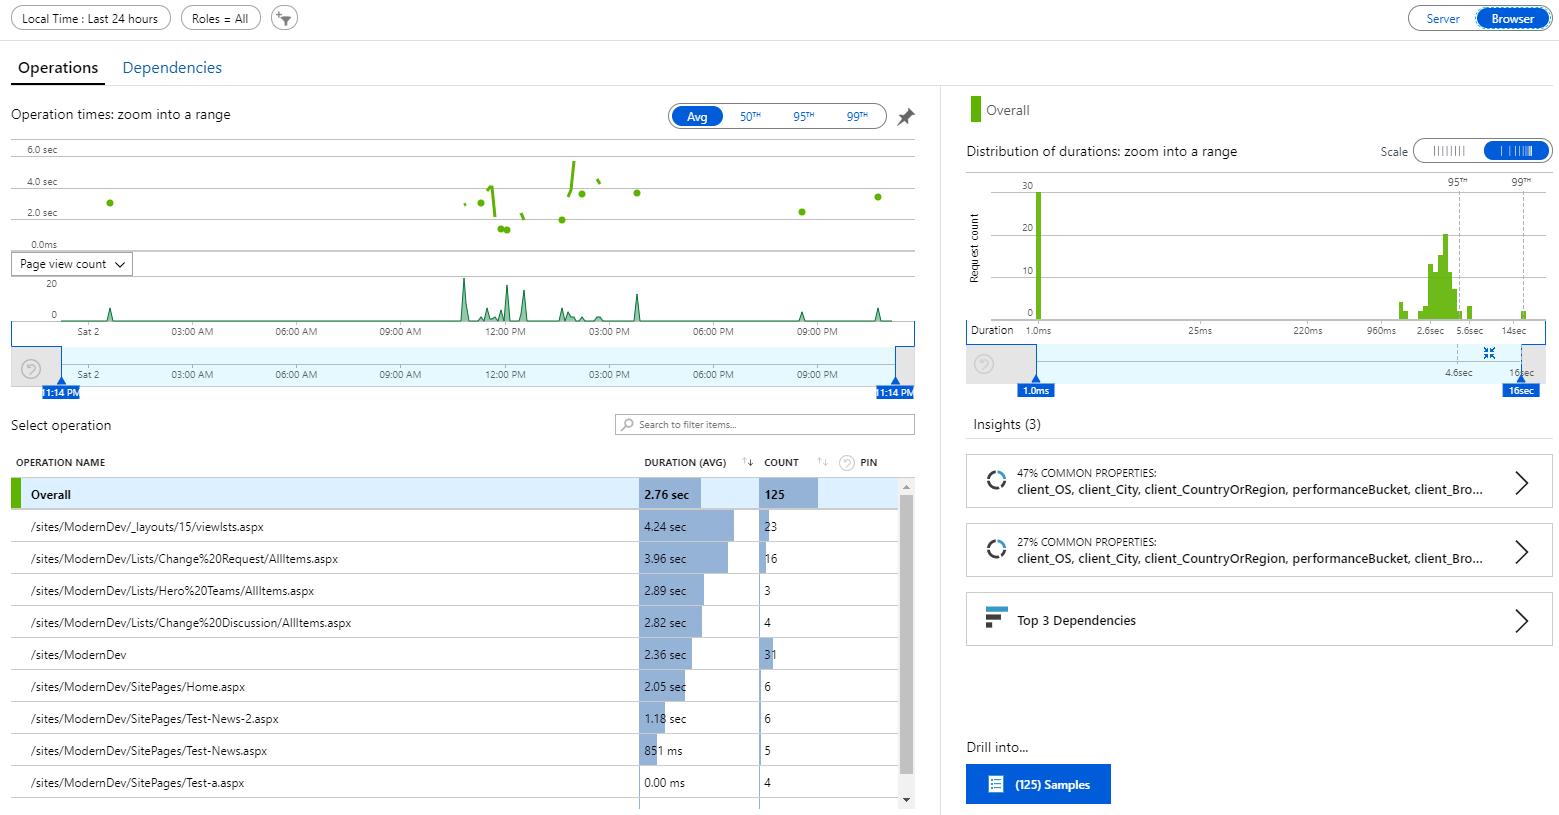 Local Time : Last 24 hours
Roles = All
Server
Browser
Operations
Dependencies
Operation times: zoom into a range
Avg
50TH
95TH
99TH
6.0 sec
4.0 sec
2.0 sec
0.0ms
Page view count
20
0
Sat 2
03:00 AM
06:00 AM
09:00 AM
12:00 PM
03:00 PM
06:00 PM
09:00 PM
Sat 2
03:00 AM
06:00 AM
09:00 AM
12:00 PM
03:00 PM
06:00 PM
09:00 PM
11:14 PM
11:14 PM
Select operation
Search to filter items...
OPERATION NAME DURATION (AVG) COUNT PIN
Overall 2.76 sec 125
/sites/ModernDev/_layouts/15/viewlsts.aspx 4.24 sec 23
/sites/ModernDev/Lists/Change%20Request/AllItems.aspx 3.96 sec 16
/sites/ModernDev/Lists/Hero%20Teams/AllItems.aspx 2.89 sec 3
/sites/ModernDev/Lists/Change%20Discussion/AllItems.aspx 2.82 sec 4
/sites/ModernDev 2.36 sec 31
/sites/ModernDev/SitePages/Home.aspx 2.05 sec 6
/sites/ModernDev/SitePages/Test-News-2.aspx 1.18 sec 6
/sites/ModernDev/SitePages/Test-News.aspx 851 ms 5
/sites/ModernDev/SitePages/Test-a.aspx 0.00 ms 4
Overall
Distribution of durations: zoom into a range
Scale
95TH
99TH
Request count
30
20
10
0
Duration
1.0ms
25ms
220ms
960ms
2.6sec
5.6sec
14sec
4.6sec
16sec
1.0ms
16sec
Insights (3)
47% COMMON PROPERTIES:
client_OS, client_City, client_CountryOrRegion, performanceBucket, client_Bro...
27% COMMON PROPERTIES:
client_OS, client_City, client_CountryOrRegion, performanceBucket, client_Bro...
Top 3 Dependencies
Drill into...
(125) Samples